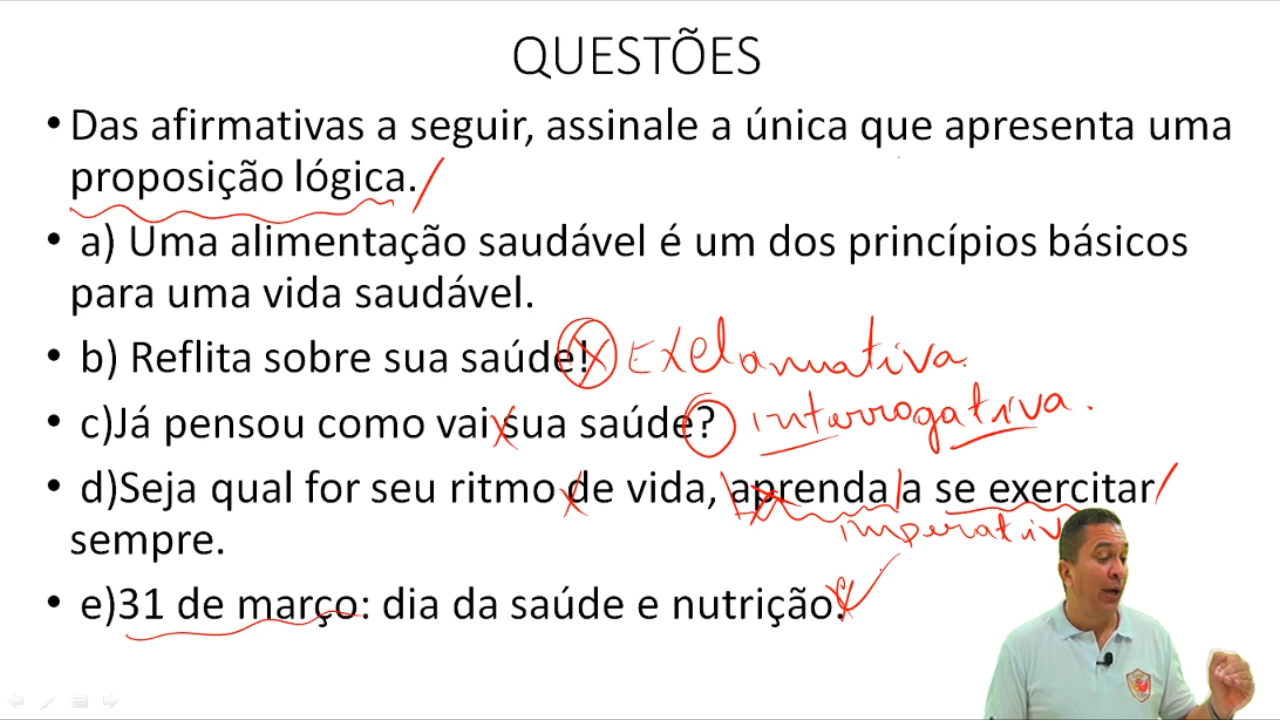 QUESTÕES
• Das afirmativas a seguir, assinale a única que apresenta uma
proposição lógica.
• a) Uma alimentação saudável é um dos princípios básicos
para uma vida saudável.
• b) Reflita sobre sua saúde! Exclamativa.
• c)Já pensou como vai sua saúde? interrogativa.
• d)Seja qual for seu ritmo de vida, aprenda a se exercitar
imperativ
sempre.
• e)31 de março: dia da saúde e nutrição.